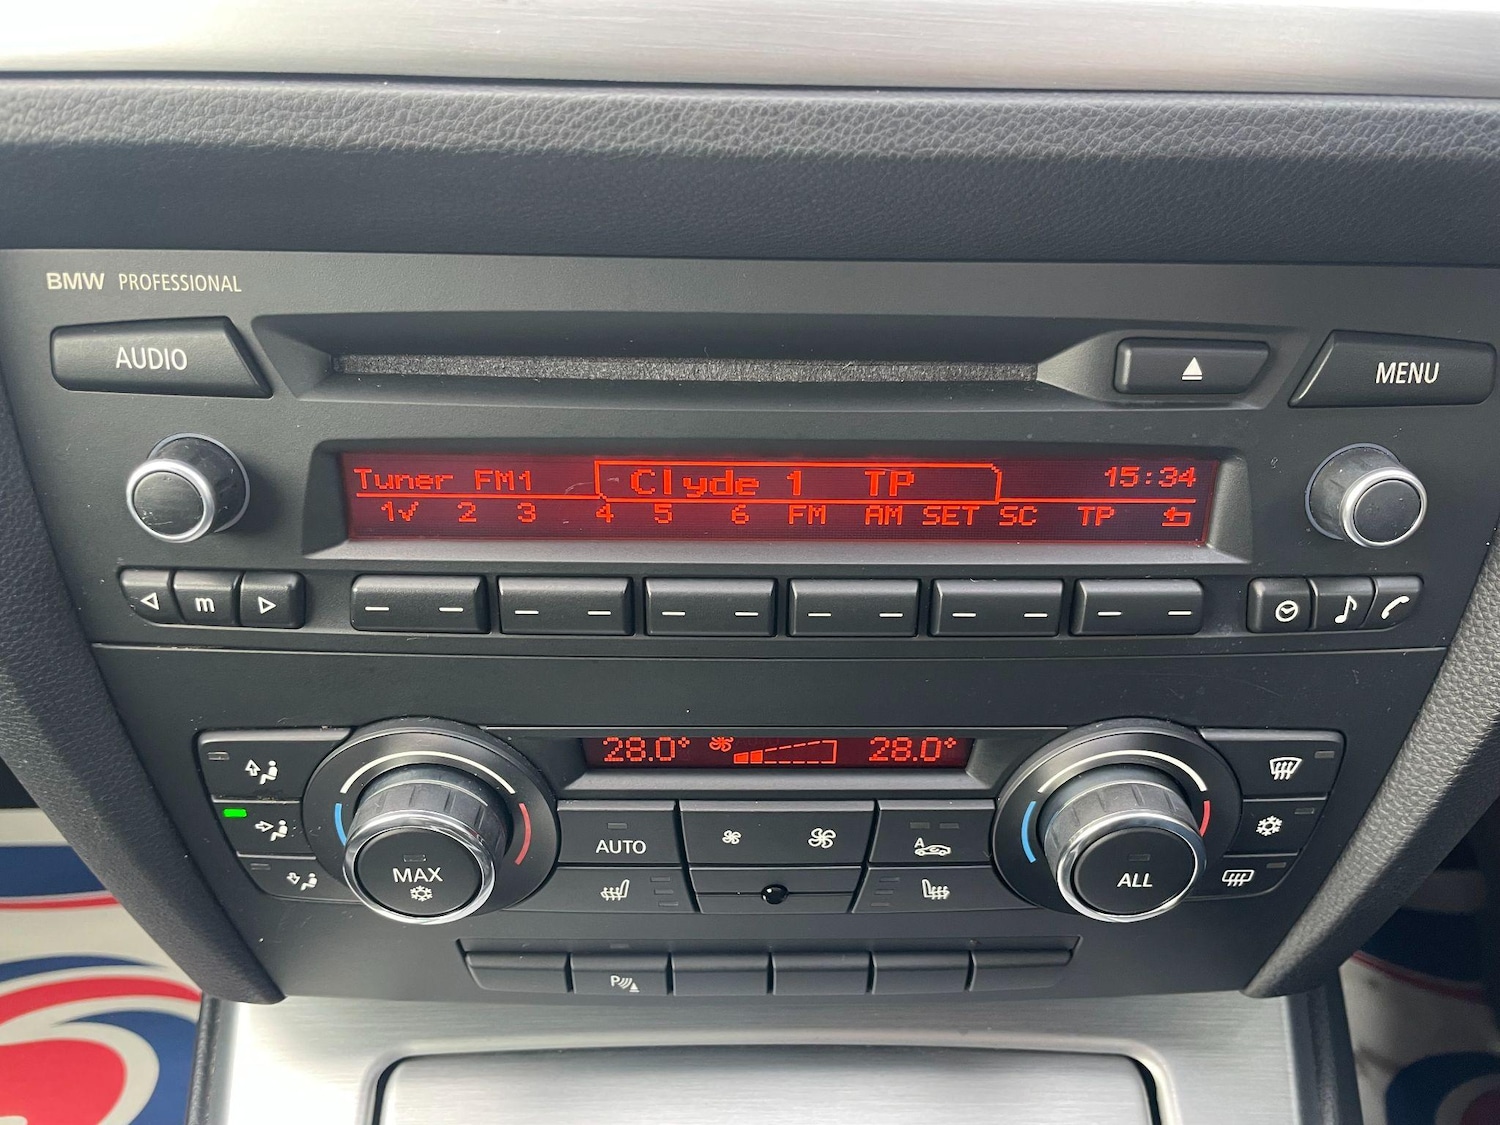 BMW PROFESSIONAL
AUDIO
MENU
Tuner FM1 Clyde 1 TP 15:34
1✓ 2 3 4 5 6 FM AM SET SC TP
m
28.0° 28.0°
AUTO
A
MAX
ALL
P